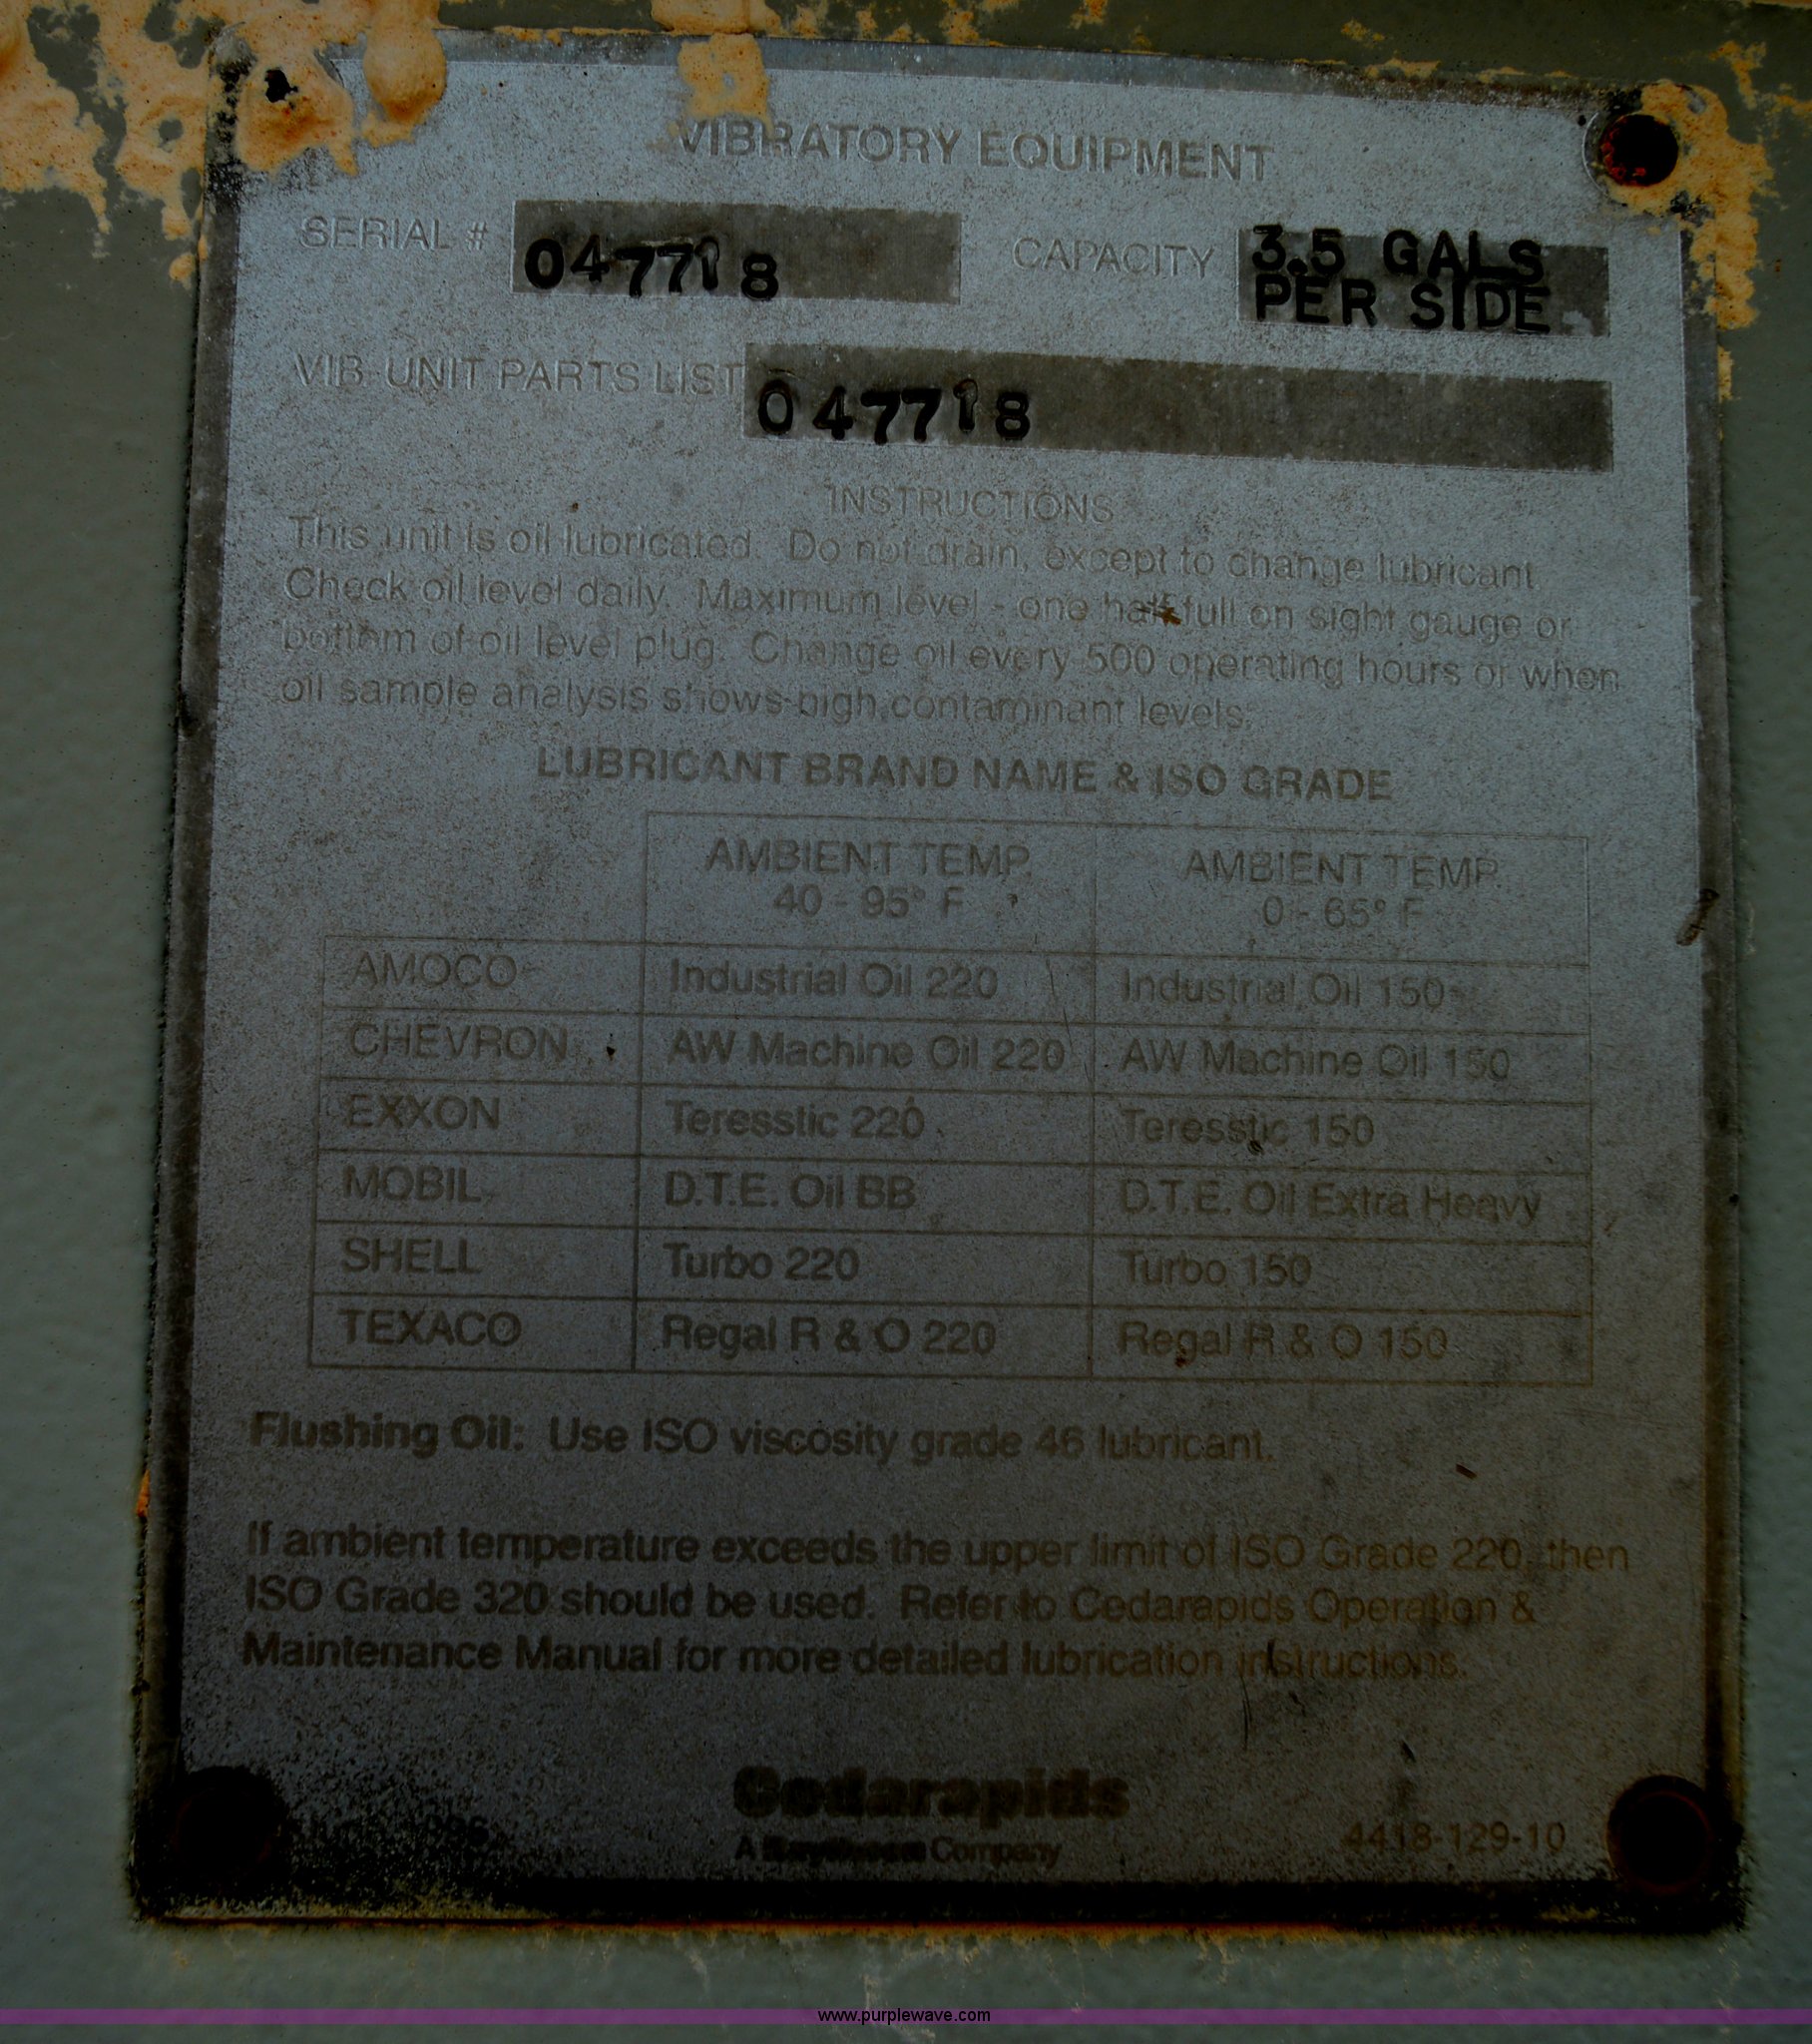 VIBRATORY EQUIPMENT
SERIAL # 047718 CAPACITY 3.5 GALS PER SIDE
VIB-UNIT PARTS LIST 047718
INSTRUCTIONS
This unit is oil lubricated. Do not drain, except to change lubricant.
Check oil level daily. Maximum level - one half full on sight gauge or
bottom of oil level plug. Change oil every 500 operating hours or when
oil sample analysis shows high contaminant levels.
LUBRICANT BRAND NAME & ISO GRADE
AMBIENT TEMP. AMBIENT TEMP.
40 - 95° F 0 - 65° F
AMOCO Industrial Oil 220 Industrial Oil 150
CHEVRON AW Machine Oil 220 AW Machine Oil 150
EXXON Teresstic 220 Teresstic 150
MOBIL D.T.E. Oil BB D.T.E. Oil Extra Heavy
SHELL Turbo 220 Turbo 150
TEXACO Regal R & O 220 Regal R & O 150
Flushing Oil: Use ISO viscosity grade 46 lubricant.
If ambient temperature exceeds the upper limit of ISO Grade 220, then
ISO Grade 320 should be used. Refer to Cedarapids Operation &
Maintenance Manual for more detailed lubrication instructions.
Cedarapids
A Raytheon Company 4418-129-10
www.purplewave.com